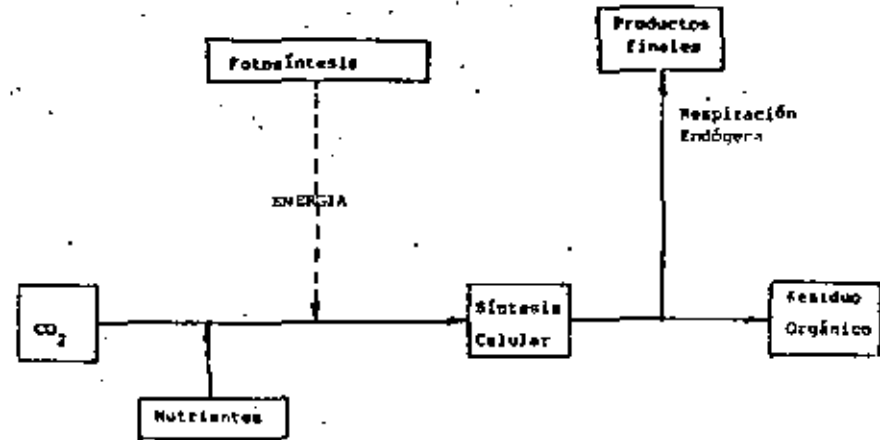 Productos
finales
Fotosíntesis
Respiración
Endógena
ENERGIA
CO2
Síntesis
Celular
Residuo
Orgánico
Nutrientes